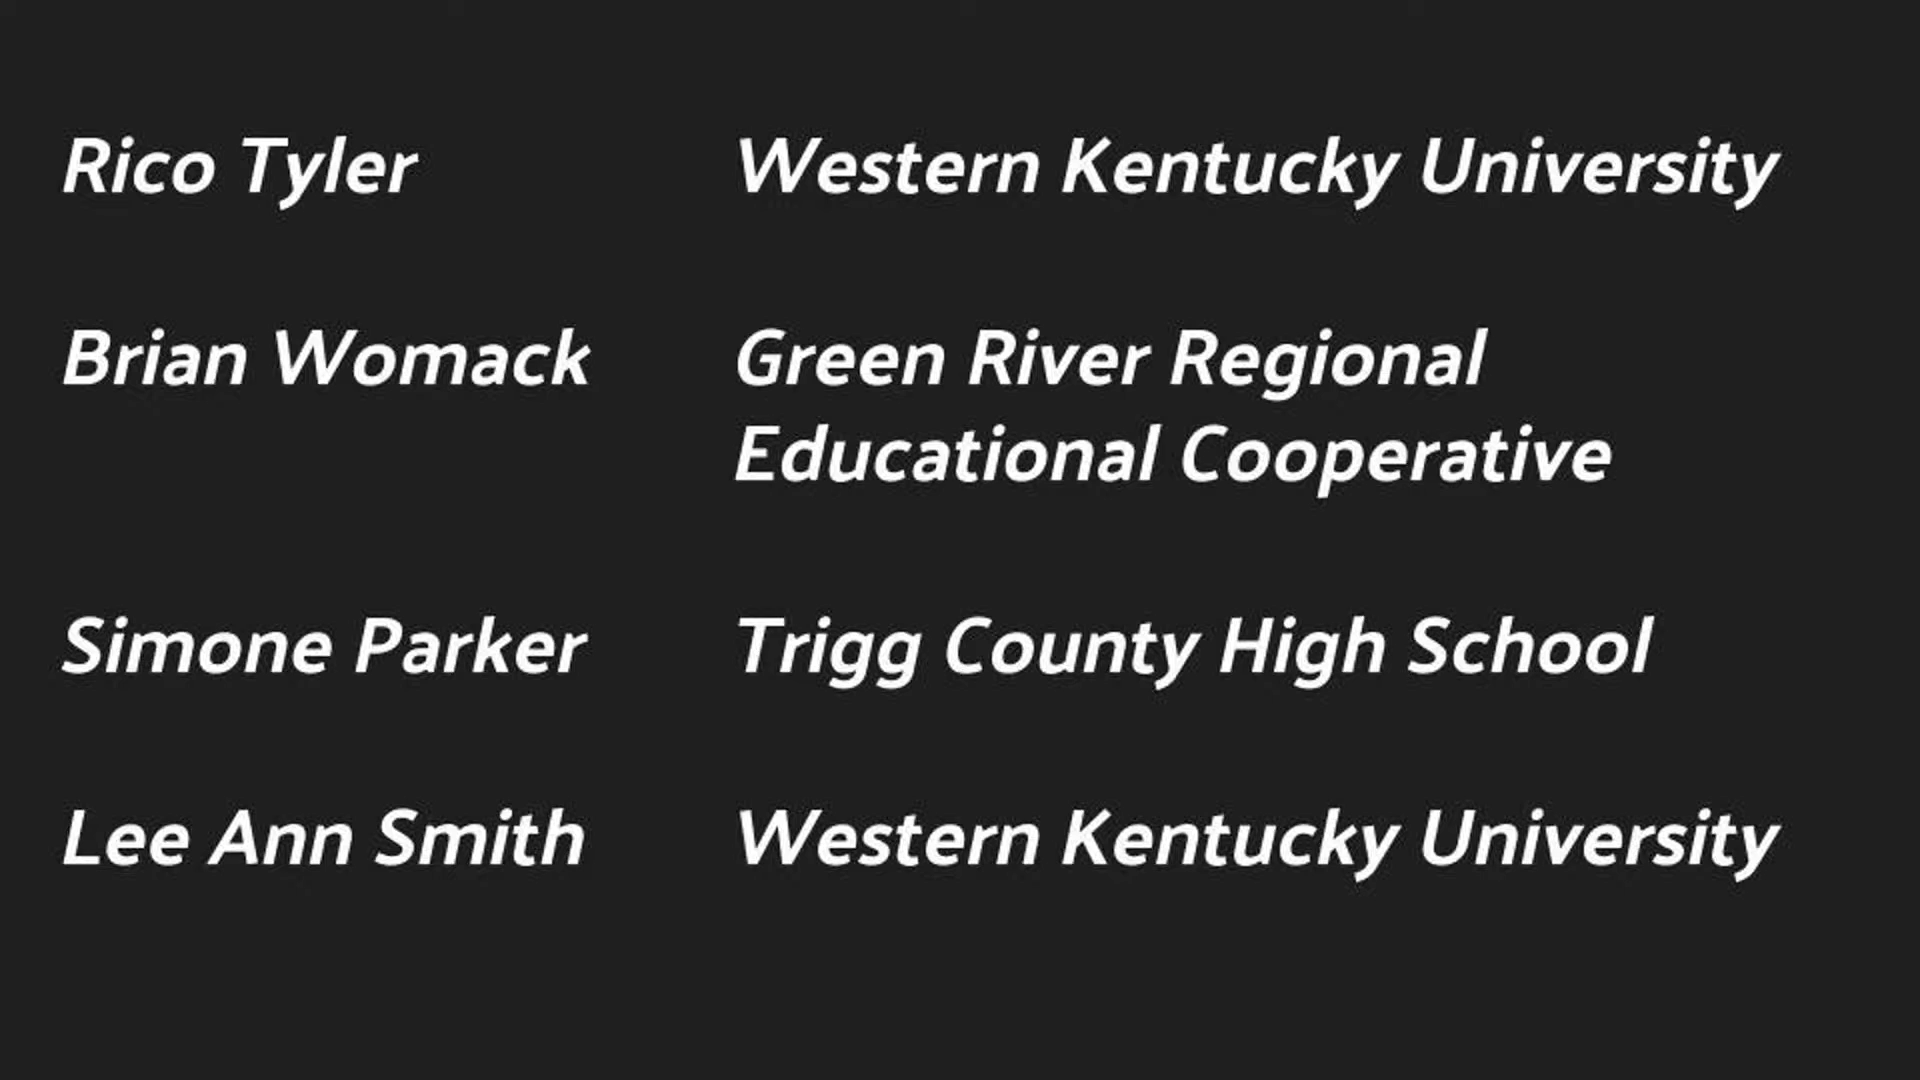 Rico Tyler Western Kentucky University
Brian Womack Green River Regional
Educational Cooperative
Simone Parker Trigg County High School
Lee Ann Smith Western Kentucky University